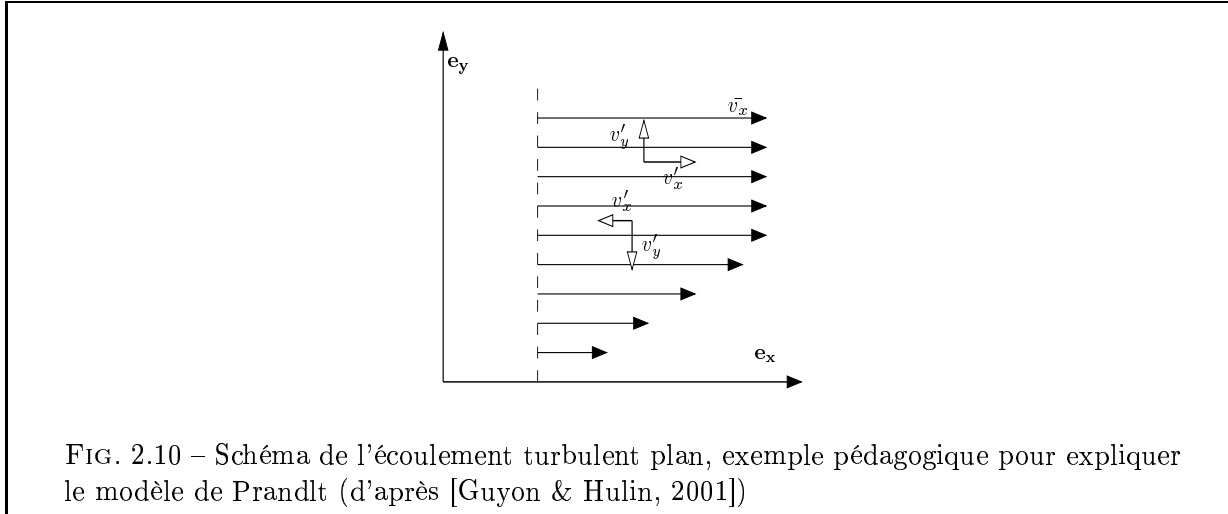 e_y
v̄_x
v'_y
v'_x
v'_x
v'_y
e_x
FIG. 2.10 – Schéma de l'écoulement turbulent plan, exemple pédagogique pour expliquer
le modèle de Prandlt (d'après [Guyon & Hulin, 2001])